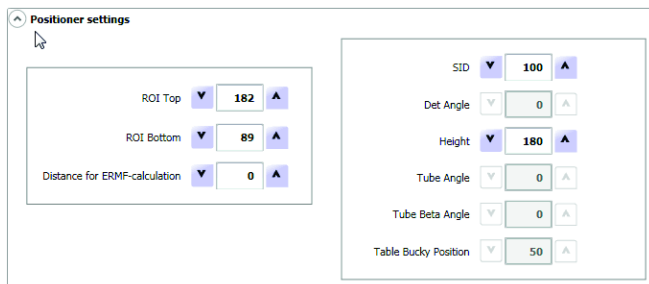 Positioner settings
ROI Top 182
ROI Bottom 89
Distance for ERMF-calculation 0
SID 100
Det Angle 0
Height 180
Tube Angle 0
Tube Beta Angle 0
Table Bucky Position 50